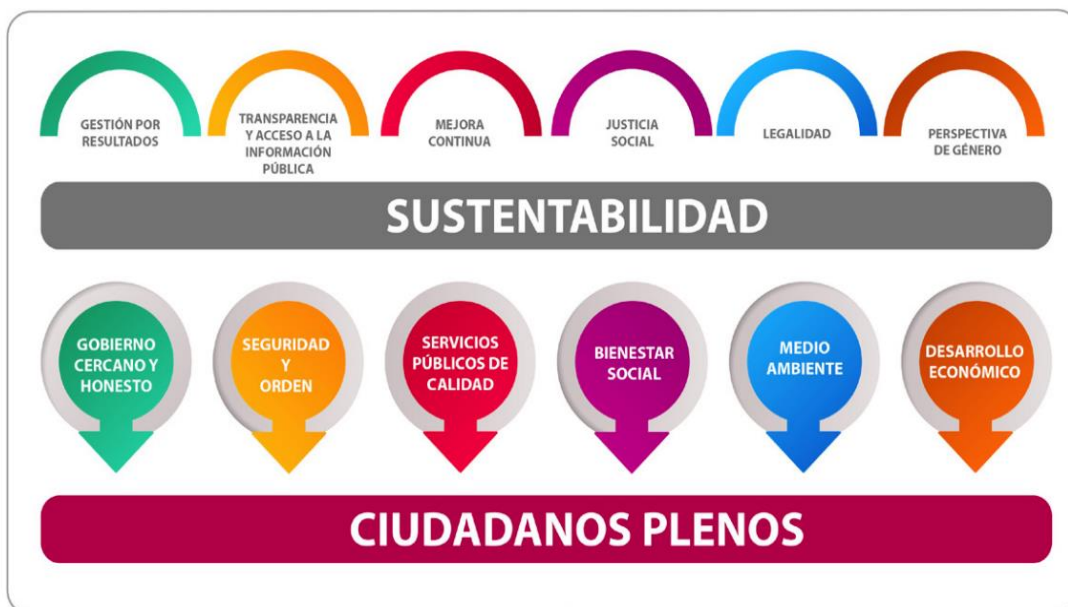 GESTIÓN POR
RESULTADOS
TRANSPARENCIA
Y ACCESO A LA
INFORMACIÓN
PÚBLICA
MEJORA
CONTINUA
JUSTICIA
SOCIAL
LEGALIDAD
PERSPECTIVA
DE GÉNERO
SUSTENTABILIDAD
GOBIERNO
CERCANO Y
HONESTO
SEGURIDAD
Y
ORDEN
SERVICIOS
PÚBLICOS DE
CALIDAD
BIENESTAR
SOCIAL
MEDIO
AMBIENTE
DESARROLLO
ECONÓMICO
CIUDADANOS PLENOS